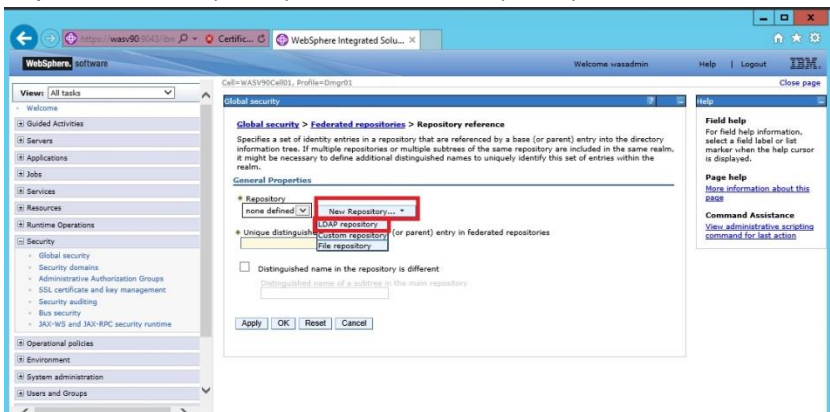 https://wasv90:9043/ibm
Certific...
WebSphere Integrated Solu...
WebSphere. software
Welcome wasadmin
Help | Logout
IBM.
Cell=WASV90Cell01, Profile=Dmgr01
Close page
View: All tasks
Welcome
Guided Activities
Servers
Applications
Jobs
Services
Resources
Runtime Operations
Security
Global security
Security domains
Administrative Authorization Groups
SSL certificate and key management
Security auditing
Bus security
JAX-WS and JAX-RPC security runtime
Operational policies
Environment
System administration
Users and Groups
Global security
Global security > Federated repositories > Repository reference
Specifies a set of identity entries in a repository that are referenced by a base (or parent) entry into the directory
information tree. If multiple repositories or multiple subtrees of the same repository are included in the same realm,
it might be necessary to define additional distinguished names to uniquely identify this set of entries within the
realm.
General Properties
* Repository
none defined
New Repository...
LDAP repository
Custom repository
File repository
* Unique distinguish (or parent) entry in federated repositories
Distinguished name in the repository is different
Distinguished name of a subtree in the main repository
Apply OK Reset Cancel
Help
Field help
For field help information,
select a field label or list
marker when the help cursor
is displayed.
Page help
More information about this
page
Command Assistance
View administrative scripting
command for last action